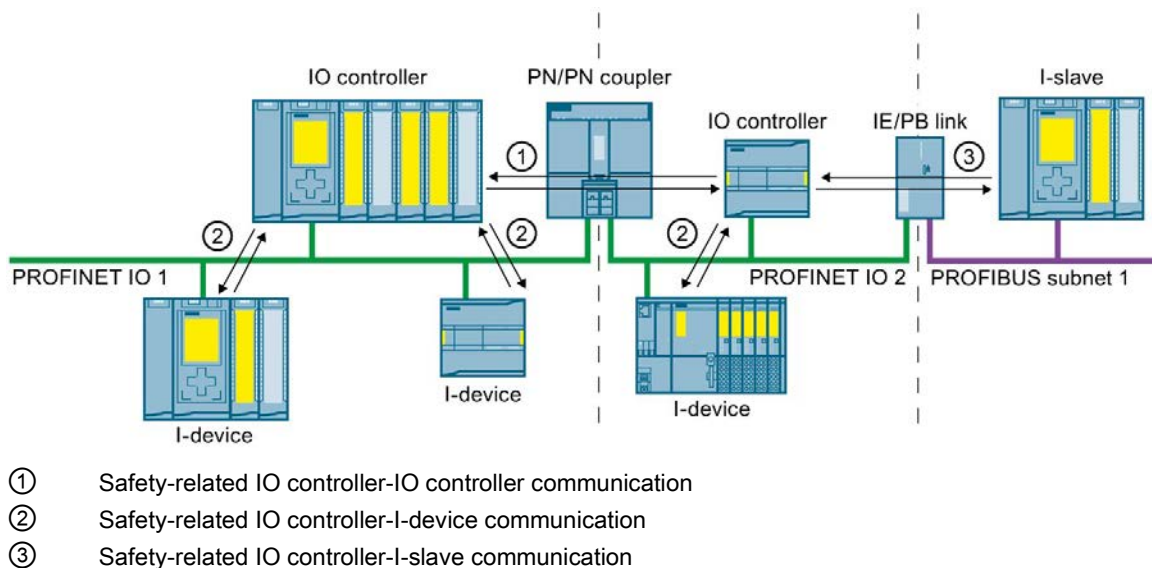 IO controller
PN/PN coupler
IO controller
IE/PB link
I-slave
①
③
②
②
②
PROFINET IO 1
PROFINET IO 2
PROFIBUS subnet 1
I-device
I-device
I-device
① Safety-related IO controller-IO controller communication
② Safety-related IO controller-I-device communication
③ Safety-related IO controller-I-slave communication